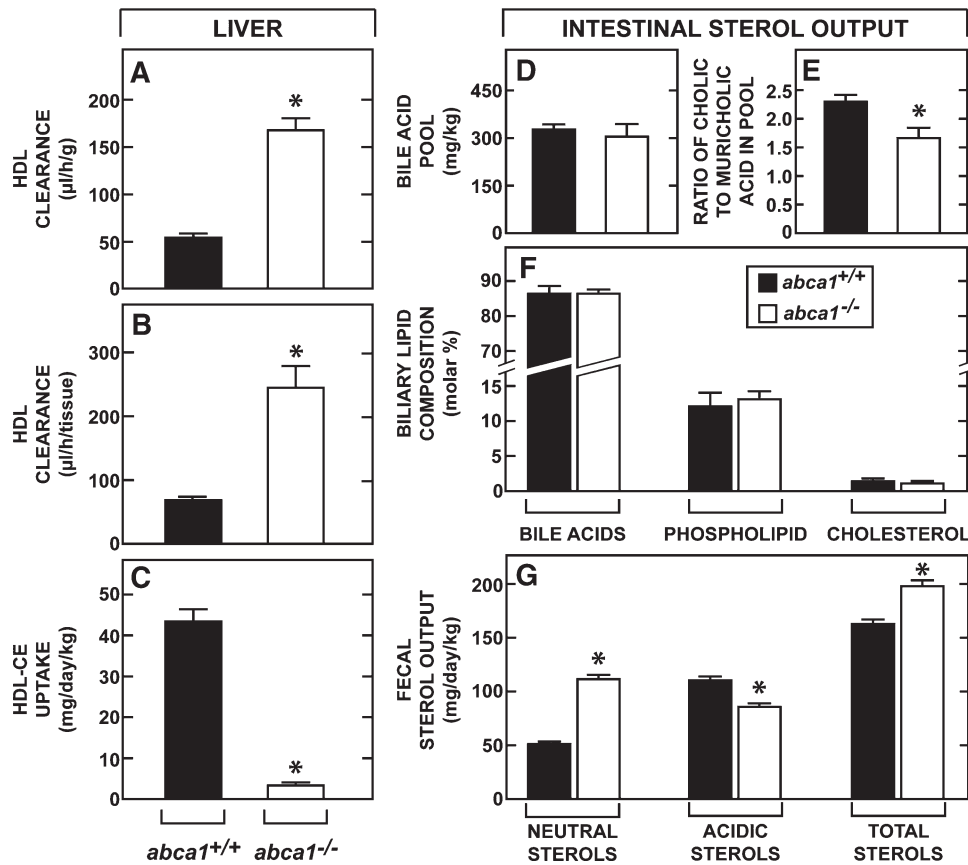 LIVER
A
HDL
CLEARANCE
(µl/h/g)
200
150
100
50
0
*
B
HDL
CLEARANCE
(µl/h/tissue)
300
200
100
0
*
C
HDL-CE
UPTAKE
(mg/day/kg)
50
40
30
20
10
0
*
abca1+/+ abca1-/-
INTESTINAL STEROL OUTPUT
D
BILE ACID
POOL
(mg/kg)
450
300
150
0
E
RATIO OF CHOLIC
TO MURICHOLIC
ACID IN POOL
2.5
2.0
1.5
1.0
0.5
0
*
F
BILIARY LIPID
COMPOSITION
(molar %)
90
80
70
15
10
5
0
abca1+/+
abca1-/-
BILE ACIDS PHOSPHOLIPID CHOLESTEROL
G
FECAL
STEROL OUTPUT
(mg/day/kg)
200
150
100
50
0
*
*
*
NEUTRAL
STEROLS
ACIDIC
STEROLS
TOTAL
STEROLS